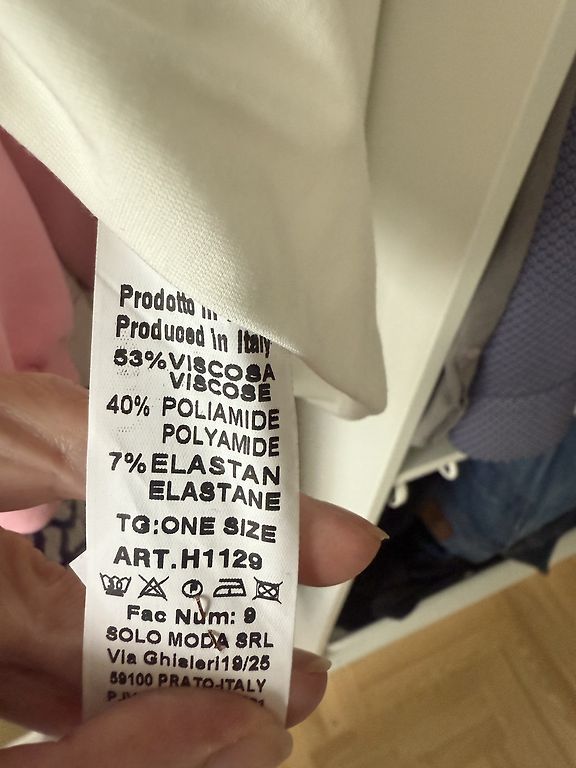 Prodotto in
Produced in Italy
53% VISCOSA
VISCOSE
40% POLIAMIDE
POLYAMIDE
7% ELASTAN
ELASTANE
TG:ONE SIZE
ART.H1129
Fac Num: 9
SOLO MODA SRL
Via Ghisleri19/25
59100 PRATO-ITALY